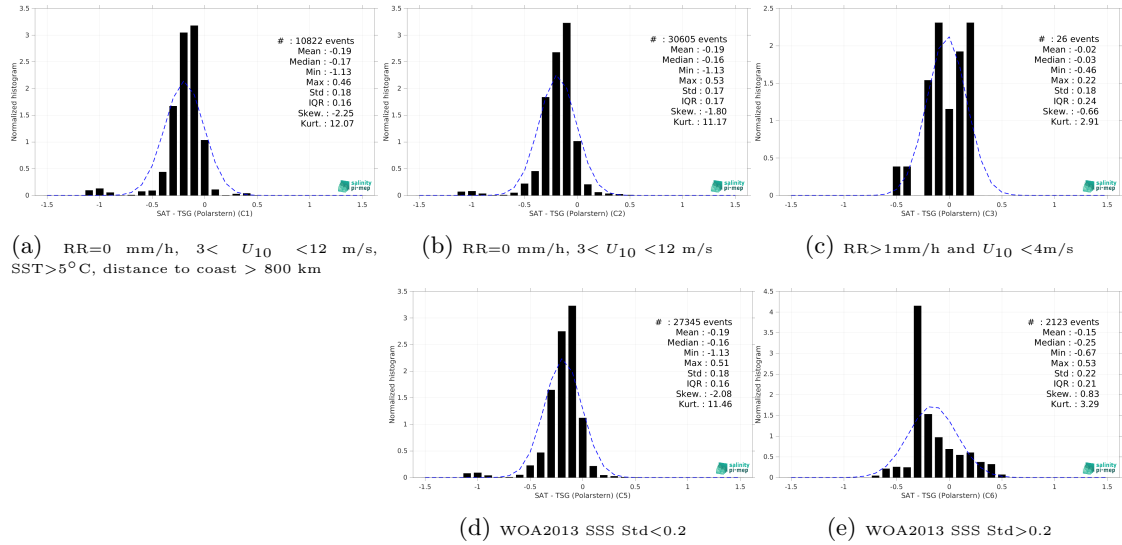 Normalized histogram
3.5
3
2.5
2
1.5
1
0.5
0
-1.5
-1
-0.5
0
0.5
1
1.5
# : 10822 events
Mean : -0.19
Median : -0.17
Min : -1.13
Max : 0.46
Std : 0.18
IQR : 0.16
Skew. : -2.25
Kurt. : 12.07
salinity
pi-mep
SAT - TSG (Polarstern) (C1)
(a) RR=0 mm/h, 3< U10 <12 m/s,
SST>5°C, distance to coast > 800 km
Normalized histogram
3.5
3
2.5
2
1.5
1
0.5
0
-1.5
-1
-0.5
0
0.5
1
1.5
# : 30605 events
Mean : -0.19
Median : -0.16
Min : -1.13
Max : 0.53
Std : 0.17
IQR : 0.17
Skew. : -1.80
Kurt. : 11.17
salinity
pi-mep
SAT - TSG (Polarstern) (C2)
(b) RR=0 mm/h, 3< U10 <12 m/s
Normalized histogram
2.5
2
1.5
1
0.5
0
-1.5
-1
-0.5
0
0.5
1
1.5
# : 26 events
Mean : -0.02
Median : -0.03
Min : -0.46
Max : 0.22
Std : 0.18
IQR : 0.24
Skew. : -0.66
Kurt. : 2.91
salinity
pi-mep
SAT - TSG (Polarstern) (C3)
(c) RR>1mm/h and U10 <4m/s
Normalized histogram
3.5
3
2.5
2
1.5
1
0.5
0
-1.5
-1
-0.5
0
0.5
1
1.5
# : 27345 events
Mean : -0.19
Median : -0.16
Min : -1.13
Max : 0.51
Std : 0.18
IQR : 0.16
Skew. : -2.08
Kurt. : 11.46
salinity
pi-mep
SAT - TSG (Polarstern) (C5)
(d) WOA2013 SSS Std<0.2
Normalized histogram
4.5
4
3.5
3
2.5
2
1.5
1
0.5
0
-1.5
-1
-0.5
0
0.5
1
1.5
# : 2123 events
Mean : -0.15
Median : -0.25
Min : -0.67
Max : 0.53
Std : 0.22
IQR : 0.21
Skew. : 0.83
Kurt. : 3.29
salinity
pi-mep
SAT - TSG (Polarstern) (C6)
(e) WOA2013 SSS Std>0.2